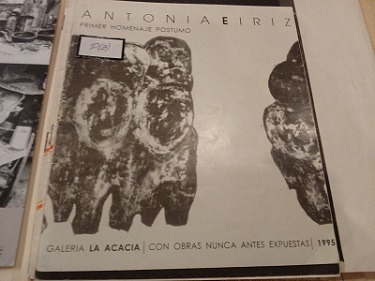 ANTONIA EIRIZ
PRIMER HOMENAJE POSTUMO
GALERIA LA ACACIA | CON OBRAS NUNCA ANTES EXPUESTAS | 1995